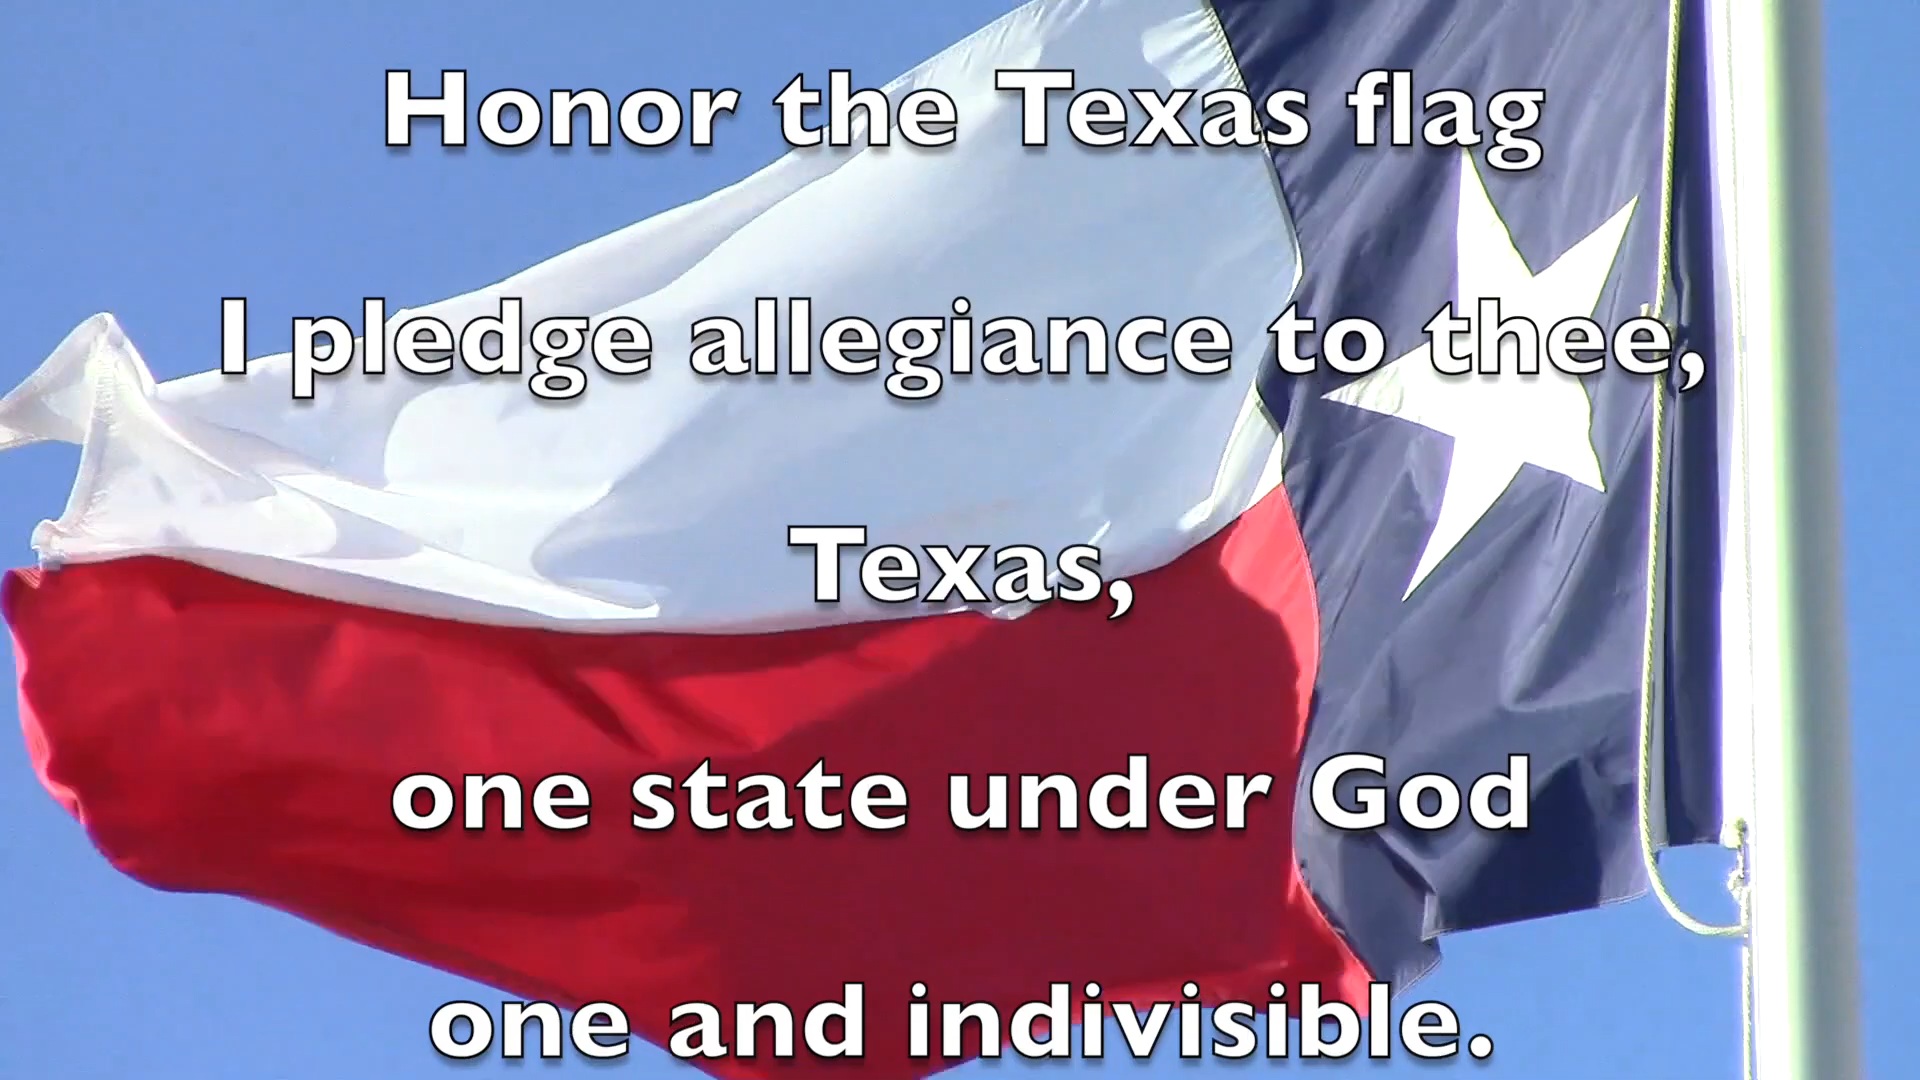 Honor the Texas flag
I pledge allegiance to thee,
Texas,
one state under God
one and indivisible.